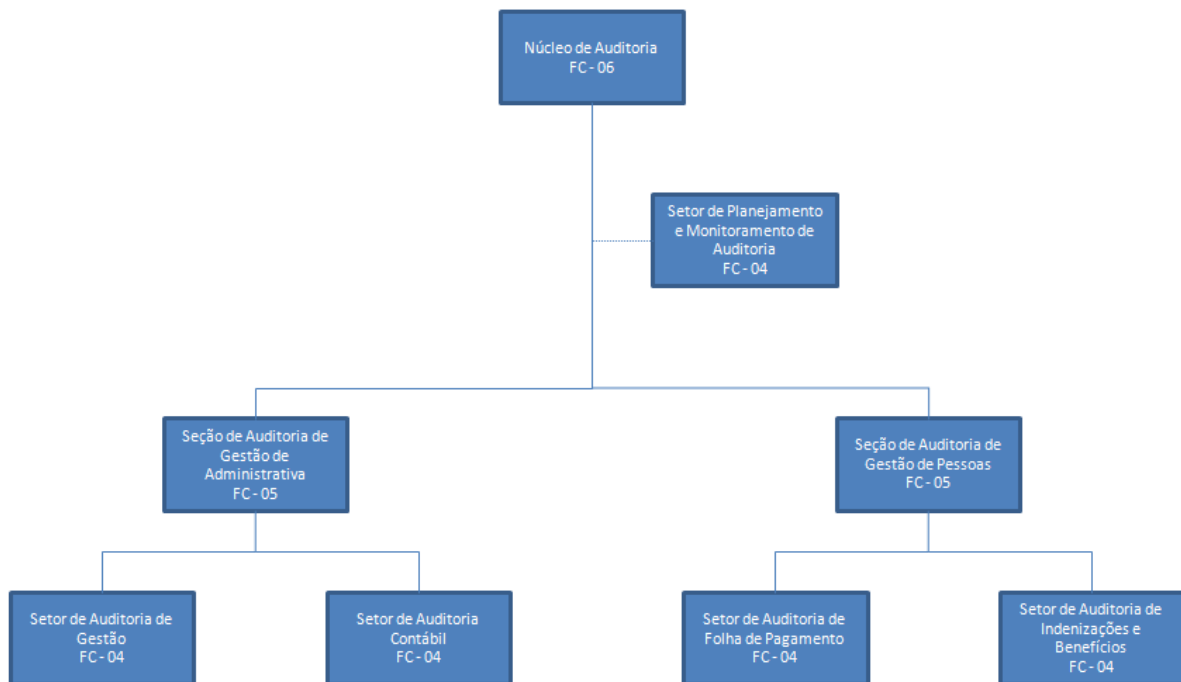 Núcleo de Auditoria
FC - 06
Setor de Planejamento
e Monitoramento de
Auditoria
FC - 04
Seção de Auditoria de
Gestão de
Administrativa
FC - 05
Seção de Auditoria de
Gestão de Pessoas
FC - 05
Setor de Auditoria de
Gestão
FC - 04
Setor de Auditoria
Contábil
FC - 04
Setor de Auditoria de
Folha de Pagamento
FC - 04
Setor de Auditoria de
Indenizações e
Benefícios
FC - 04